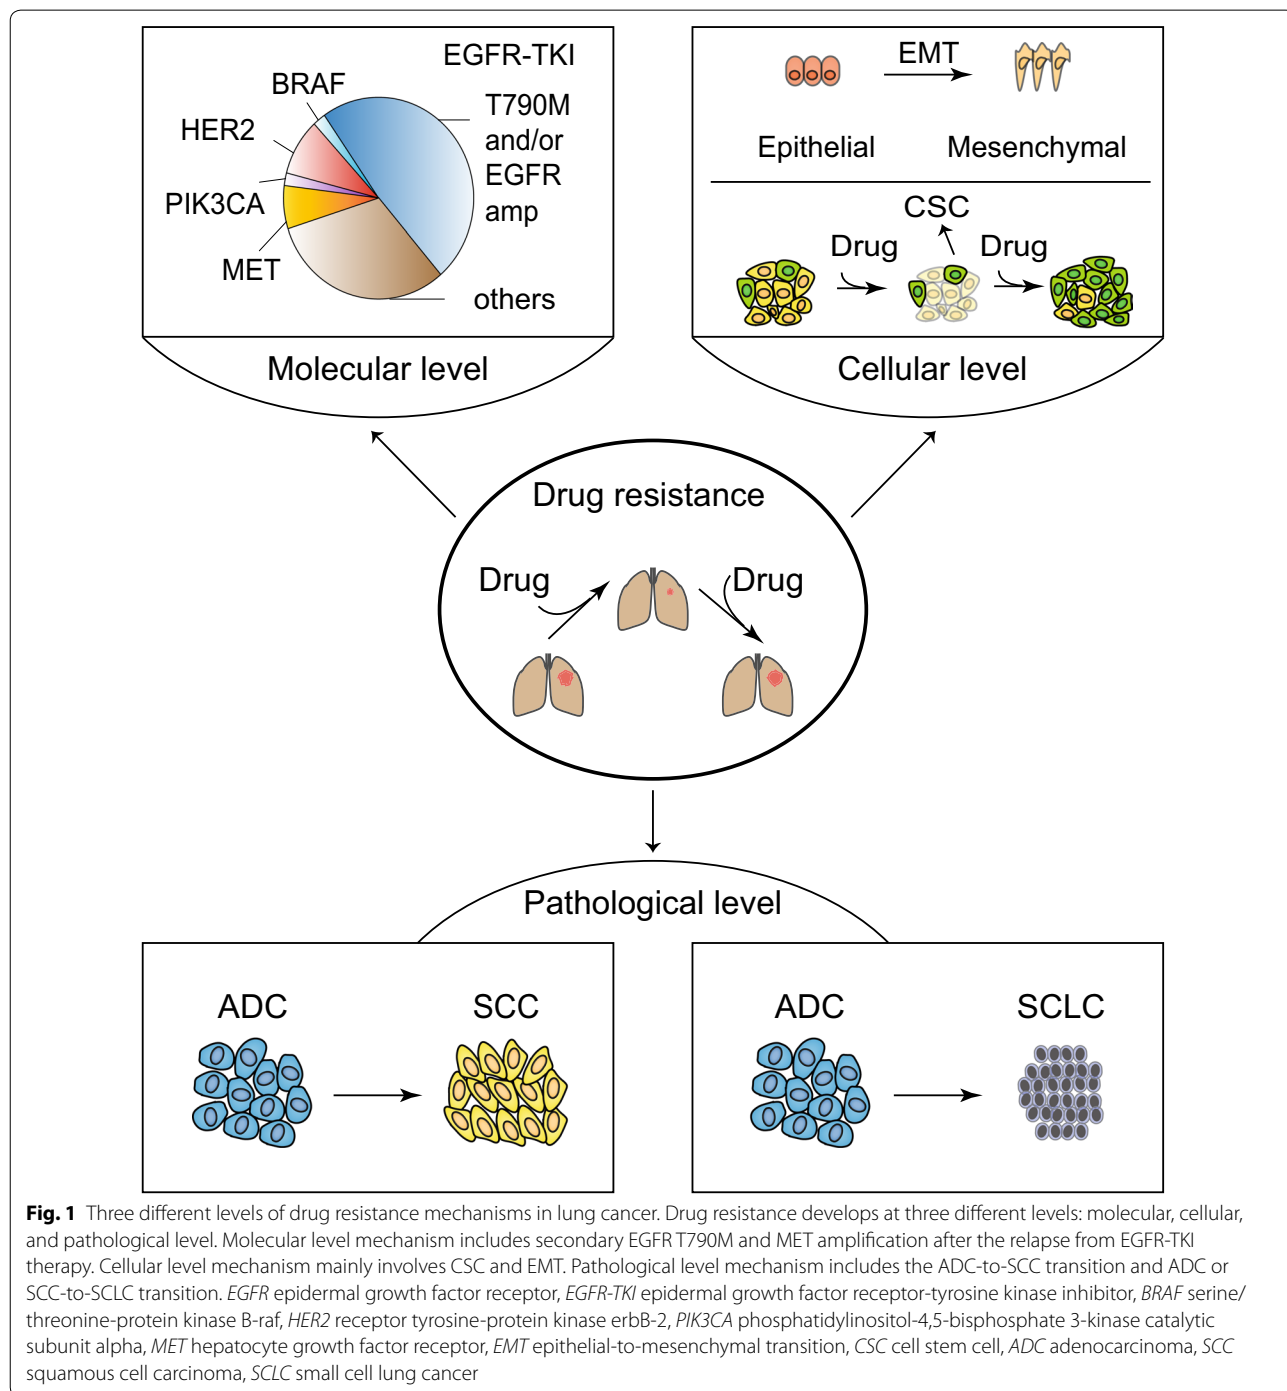 EGFR-TKI
BRAF
T790M
and/or
EGFR
amp
HER2
PIK3CA
MET
others
Molecular level
EMT
Epithelial
Mesenchymal
CSC
Drug
Drug
Cellular level
Drug resistance
Drug
Drug
Pathological level
ADC
SCC
ADC
SCLC
Fig. 1 Three different levels of drug resistance mechanisms in lung cancer. Drug resistance develops at three different levels: molecular, cellular,
and pathological level. Molecular level mechanism includes secondary EGFR T790M and MET amplification after the relapse from EGFR-TKI
therapy. Cellular level mechanism mainly involves CSC and EMT. Pathological level mechanism includes the ADC-to-SCC transition and ADC or
SCC-to-SCLC transition. EGFR epidermal growth factor receptor, EGFR-TKI epidermal growth factor receptor-tyrosine kinase inhibitor, BRAF serine/
threonine-protein kinase B-raf, HER2 receptor tyrosine-protein kinase erbB-2, PIK3CA phosphatidylinositol-4,5-bisphosphate 3-kinase catalytic
subunit alpha, MET hepatocyte growth factor receptor, EMT epithelial-to-mesenchymal transition, CSC cell stem cell, ADC adenocarcinoma, SCC
squamous cell carcinoma, SCLC small cell lung cancer